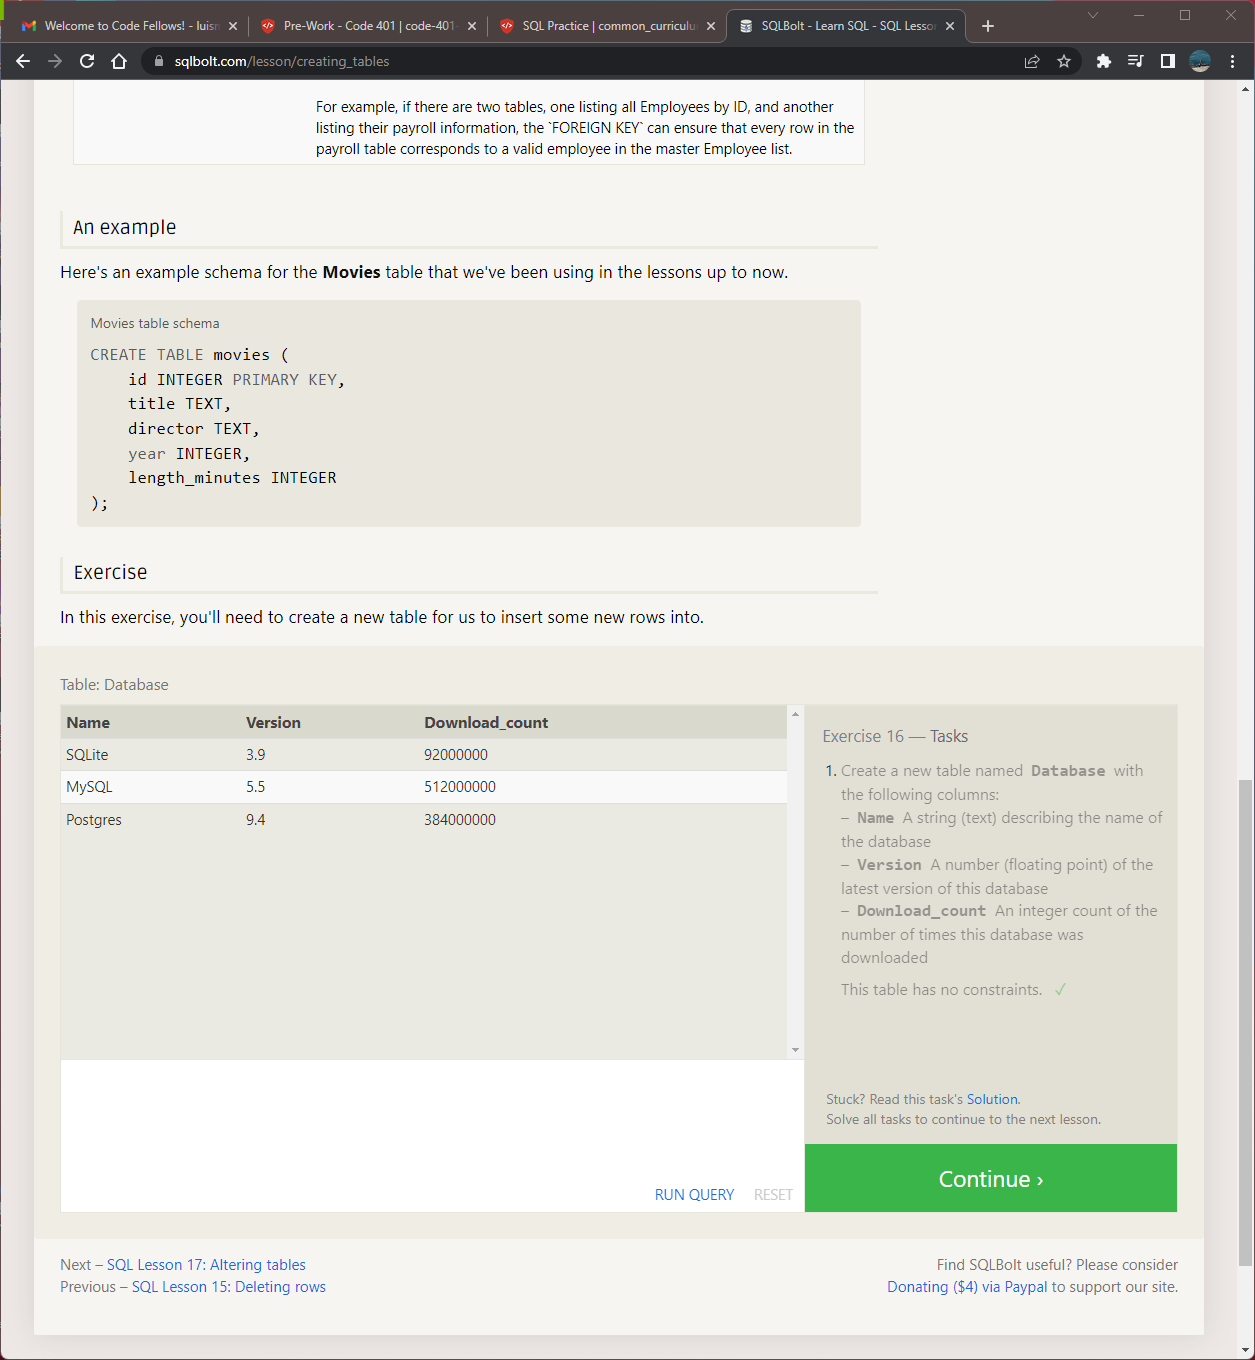 Welcome to Code Fellows! - luisr
Pre-Work - Code 401 | code-401-
SQL Practice | common_curriculu
SQLBolt - Learn SQL - SQL Lesson
sqlbolt.com/lesson/creating_tables
For example, if there are two tables, one listing all Employees by ID, and another
listing their payroll information, the `FOREIGN KEY` can ensure that every row in the
payroll table corresponds to a valid employee in the master Employee list.
An example
Here's an example schema for the Movies table that we've been using in the lessons up to now.
Movies table schema
CREATE TABLE movies (
id INTEGER PRIMARY KEY,
title TEXT,
director TEXT,
year INTEGER,
length_minutes INTEGER
);
Exercise
In this exercise, you'll need to create a new table for us to insert some new rows into.
Table: Database
Name Version Download_count
SQLite 3.9 92000000
MySQL 5.5 512000000
Postgres 9.4 384000000
RUN QUERY RESET
Exercise 16 — Tasks
1. Create a new table named Database with
the following columns:
– Name A string (text) describing the name of
the database
– Version A number (floating point) of the
latest version of this database
– Download_count An integer count of the
number of times this database was
downloaded
This table has no constraints. ✓
Stuck? Read this task's Solution.
Solve all tasks to continue to the next lesson.
Continue ›
Next – SQL Lesson 17: Altering tables
Previous – SQL Lesson 15: Deleting rows
Find SQLBolt useful? Please consider
Donating ($4) via Paypal to support our site.